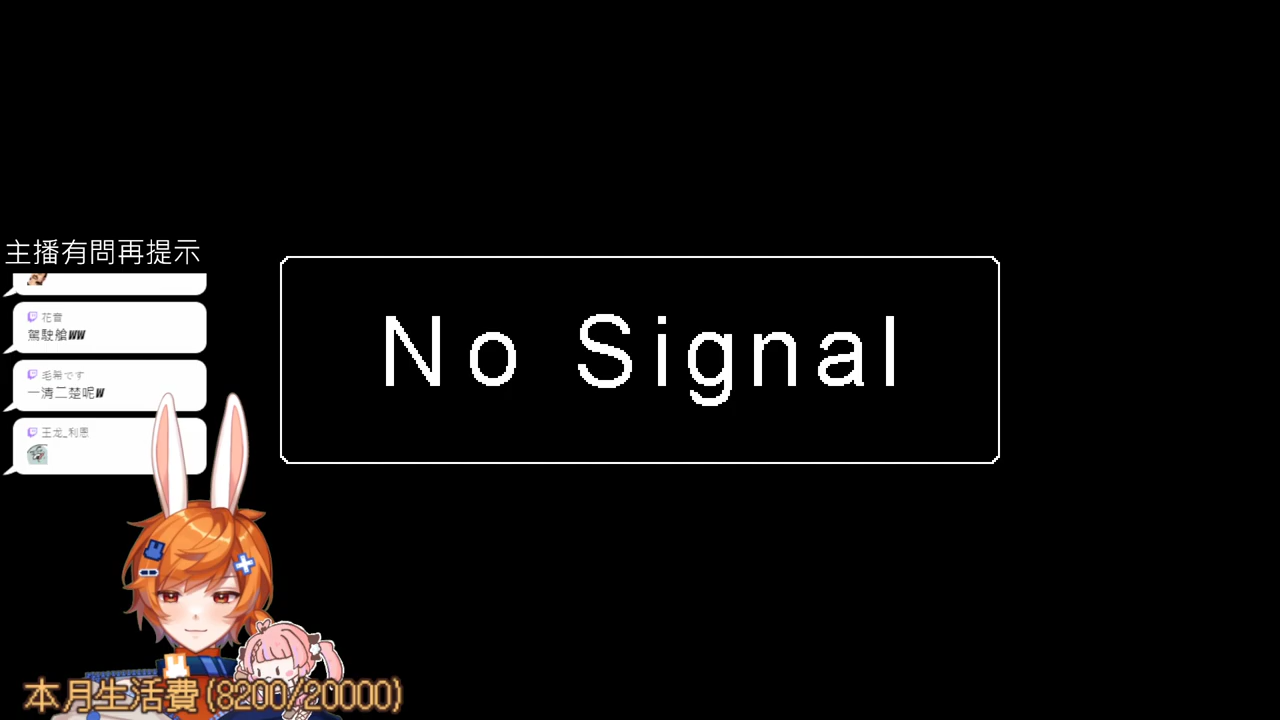 主播有問再提示
花音
駕駛艙WW
毛帚です
一清二楚呢W
王龙_利恩
No Signal
本月生活費(8200/20000)